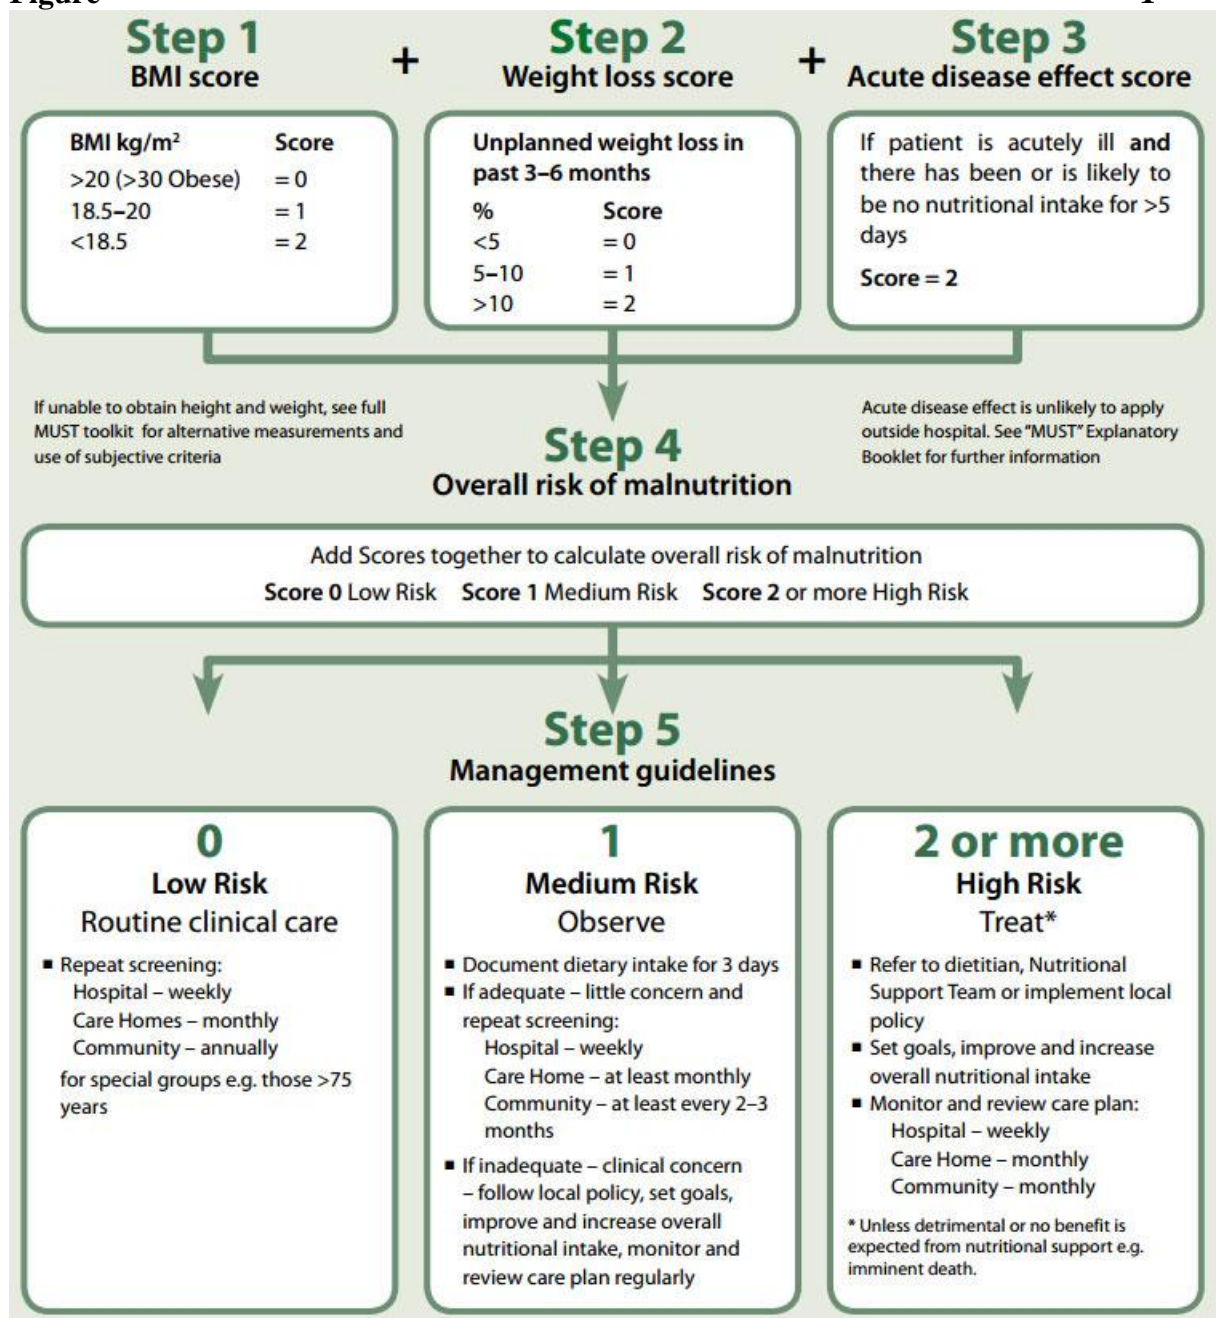 Figure 1
Step 1 + Step 2 + Step 3
BMI score Weight loss score Acute disease effect score
BMI kg/m² Score
>20 (>30 Obese) = 0
18.5–20 = 1
<18.5 = 2
Unplanned weight loss in
past 3–6 months
% Score
<5 = 0
5–10 = 1
>10 = 2
If patient is acutely ill and
there has been or is likely to
be no nutritional intake for >5
days
Score = 2
If unable to obtain height and weight, see full
MUST toolkit for alternative measurements and
use of subjective criteria
Acute disease effect is unlikely to apply
outside hospital. See "MUST" Explanatory
Booklet for further information
Step 4
Overall risk of malnutrition
Add Scores together to calculate overall risk of malnutrition
Score 0 Low Risk Score 1 Medium Risk Score 2 or more High Risk
Step 5
Management guidelines
0
Low Risk
Routine clinical care
■ Repeat screening:
Hospital – weekly
Care Homes – monthly
Community – annually
for special groups e.g. those >75
years
1
Medium Risk
Observe
■ Document dietary intake for 3 days
■ If adequate – little concern and
repeat screening:
Hospital – weekly
Care Home – at least monthly
Community – at least every 2–3
months
■ If inadequate – clinical concern
– follow local policy, set goals,
improve and increase overall
nutritional intake, monitor and
review care plan regularly
2 or more
High Risk
Treat*
■ Refer to dietitian, Nutritional
Support Team or implement local
policy
■ Set goals, improve and increase
overall nutritional intake
■ Monitor and review care plan:
Hospital – weekly
Care Home – monthly
Community – monthly
* Unless detrimental or no benefit is
expected from nutritional support e.g.
imminent death.